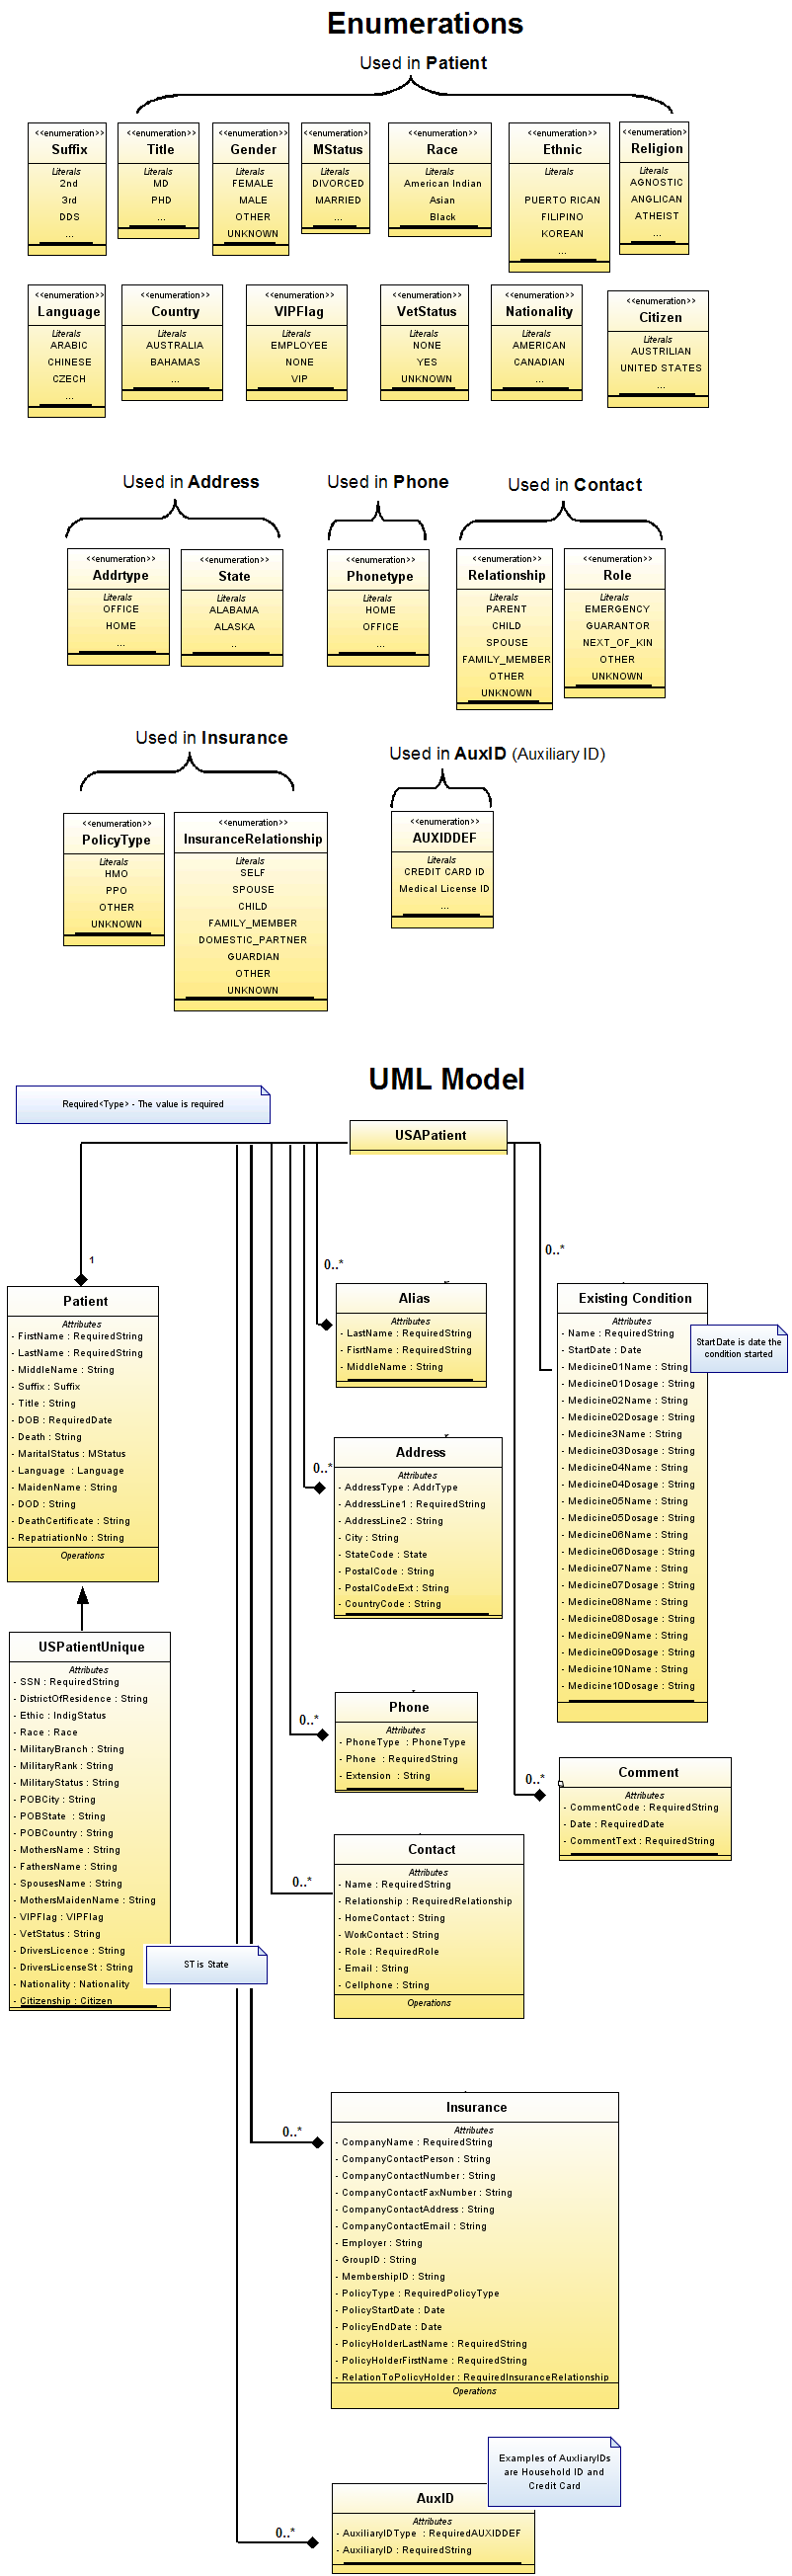 Enumerations
Used in Patient
<<enumeration>>
Suffix
Literals
2nd
3rd
DDS
...
<<enumeration>>
Title
Literals
MD
PHD
...
<<enumeration>>
Gender
Literals
FEMALE
MALE
OTHER
UNKNOWN
<<enumeration>>
MStatus
Literals
DIVORCED
MARRIED
...
<<enumeration>>
Race
Literals
American Indian
Asian
Black
<<enumeration>>
Ethnic
Literals
PUERTO RICAN
FILIPINO
KOREAN
...
<<enumeration>>
Religion
Literals
AGNOSTIC
ANGLICAN
ATHEIST
...
<<enumeration>>
Language
Literals
ARABIC
CHINESE
CZECH
...
<<enumeration>>
Country
Literals
AUSTRALIA
BAHAMAS
...
<<enumeration>>
VIPFlag
Literals
EMPLOYEE
NONE
VIP
<<enumeration>>
VetStatus
Literals
NONE
YES
UNKNOWN
<<enumeration>>
Nationality
Literals
AMERICAN
CANADIAN
...
<<enumeration>>
Citizen
Literals
AUSTRILIAN
UNITED STATES
...
Used in Address
<<enumeration>>
Addrtype
Literals
OFFICE
HOME
...
<<enumeration>>
State
Literals
ALABAMA
ALASKA
..
Used in Phone
<<enumeration>>
Phonetype
Literals
HOME
OFFICE
...
Used in Contact
<<enumeration>>
Relationship
Literals
PARENT
CHILD
SPOUSE
FAMILY_MEMBER
OTHER
UNKNOWN
<<enumeration>>
Role
Literals
EMERGENCY
GUARANTOR
NEXT_OF_KIN
OTHER
UNKNOWN
Used in Insurance
<<enumeration>>
PolicyType
Literals
HMO
PPO
OTHER
UNKNOWN
<<enumeration>>
InsuranceRelationship
Literals
SELF
SPOUSE
CHILD
FAMILY_MEMBER
DOMESTIC_PARTNER
GUARDIAN
OTHER
UNKNOWN
Used in AuxID (Auxiliary ID)
<<enumeration>>
AUXIDDEF
Literals
CREDIT CARD ID
Medical License ID
...
UML Model
Required<Type> - The value is required
USAPatient
1
Patient
Attributes
- FirstName : RequiredString
- LastName : RequiredString
- MiddleName : String
- Suffix : Suffix
- Title : String
- DOB : RequiredDate
- Death : String
- MaritalStatus : MStatus
- Language : Language
- MaidenName : String
- DOD : String
- DeathCertificate : String
- RepatriationNo : String
Operations
USPatientUnique
Attributes
- SSN : RequiredString
- DistrictOfResidence : String
- Ethic : IndigStatus
- Race : Race
- MilitaryBranch : String
- MilitaryRank : String
- MilitaryStatus : String
- POBCity : String
- POBState : String
- POBCountry : String
- MothersName : String
- FathersName : String
- SpousesName : String
- MothersMaidenName : String
- VIPFlag : VIPFlag
- VetStatus : String
- DriversLicence : String
- DriversLicenseSt : String
- Nationality : Nationality
- Citizenship : Citizen
ST is State
0..*
Alias
Attributes
- LastName : RequiredString
- FisrtName : RequiredString
- MiddleName : String
0..*
Address
Attributes
- AddressType : AddrType
- AddressLine1 : RequiredString
- AddressLine2 : String
- City : String
- StateCode : State
- PostalCode : String
- PostalCodeExt : String
- CountryCode : String
0..*
Phone
Attributes
- PhoneType : PhoneType
- Phone : RequiredString
- Extension : String
0..*
Contact
Attributes
- Name : RequiredString
- Relationship : RequiredRelationship
- HomeContact : String
- WorkContact : String
- Role : RequiredRole
- Email : String
- Cellphone : String
Operations
0..*
Existing Condition
Attributes
- Name : RequiredString
- StartDate : Date
- Medicine01Name : String
- Medicine01Dosage : String
- Medicine02Name : String
- Medicine02Dosage : String
- Medicine3Name : String
- Medicine03Dosage : String
- Medicine04Name : String
- Medicine04Dosage : String
- Medicine05Name : String
- Medicine05Dosage : String
- Medicine06Name : String
- Medicine06Dosage : String
- Medicine07Name : String
- Medicine07Dosage : String
- Medicine08Name : String
- Medicine08Dosage : String
- Medicine09Name : String
- Medicine09Dosage : String
- Medicine10Name : String
- Medicine10Dosage : String
StartDate is date the
condition started
0..*
Comment
Attributes
- CommentCode : RequiredString
- Date : RequiredDate
- CommentText : RequiredString
0..*
Insurance
Attributes
- CompanyName : RequiredString
- CompanyContactPerson : String
- CompanyContactNumber : String
- CompanyContactFaxNumber : String
- CompanyContactAddress : String
- CompanyContactEmail : String
- Employer : String
- GroupID : String
- MembershipID : String
- PolicyType : RequiredPolicyType
- PolicyStartDate : Date
- PolicyEndDate : Date
- PolicyHolderLastName : RequiredString
- PolicyHolderFirstName : RequiredString
- RelationToPolicyHolder : RequiredInsuranceRelationship
Operations
Examples of AuxliaryIDs
are Household ID and
Credit Card
0..*
AuxID
Attributes
- AuxiliaryIDType : RequiredAUXIDDEF
- AuxiliaryID : RequiredString